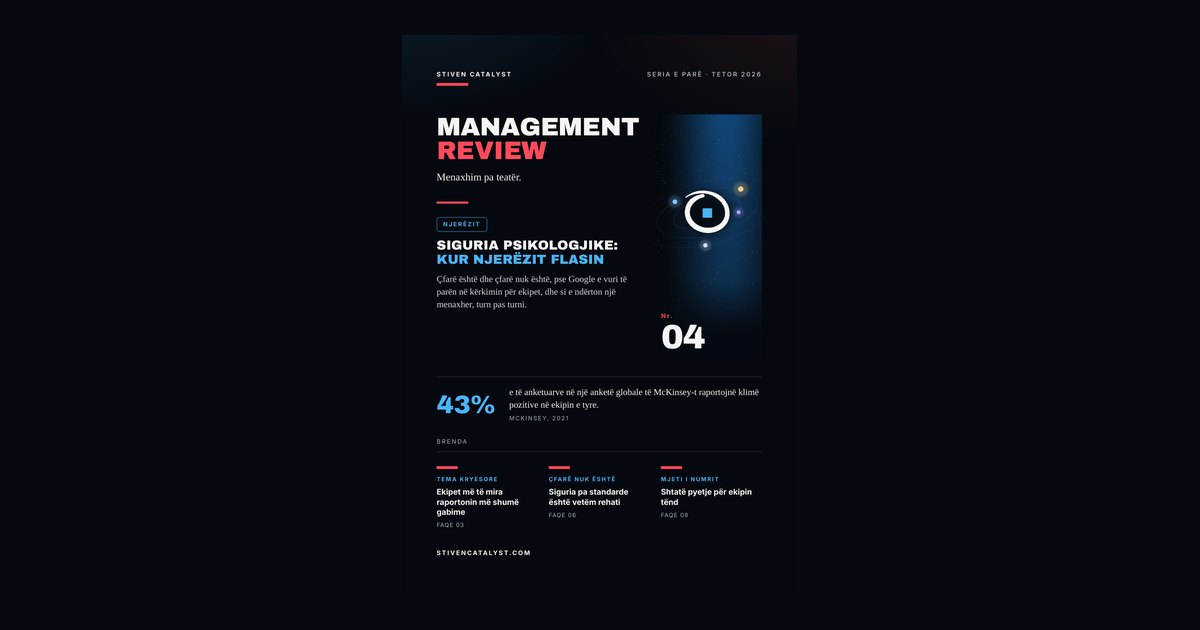 STIVEN CATALYST
SERIA E PARË · TETOR 2026
MANAGEMENT
REVIEW
Menaxhim pa teatër.
NJERËZIT
SIGURIA PSIKOLOGJIKE:
KUR NJERËZIT FLASIN
Çfarë është dhe çfarë nuk është, pse Google e vuri të
parën në kërkimin për ekipet, dhe si e ndërton një
menaxher, turn pas turni.
Nr.
04
43%
e të anketuarve në një anketë globale të McKinsey-t raportojnë klimë
pozitive në ekipin e tyre.
MCKINSEY, 2021
BRENDA
TEMA KRYESORE
Ekipet më të mira
raportonin më shumë
gabime
FAQE 03
ÇFARË NUK ËSHTË
Siguria pa standarde
është vetëm rehati
FAQE 06
MJETI I NUMRIT
Shtatë pyetje për ekipin
tënd
FAQE 08
STIVENCATALYST.COM